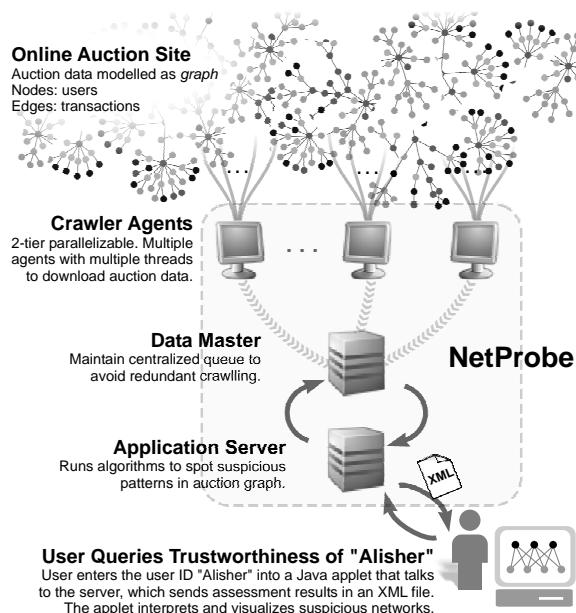 Online Auction Site
Auction data modelled as graph
Nodes: users
Edges: transactions
...
...
...
Crawler Agents
2-tier parallelizable. Multiple
agents with multiple threads
to download auction data.
. . .
Data Master
Maintain centralized queue to
avoid redundant crawlling.
NetProbe
Application Server
Runs algorithms to spot suspicious
patterns in auction graph.
XML
User Queries Trustworthiness of "Alisher"
User enters the user ID "Alisher" into a Java applet that talks
to the server, which sends assessment results in an XML file.
The applet interprets and visualizes suspicious networks.